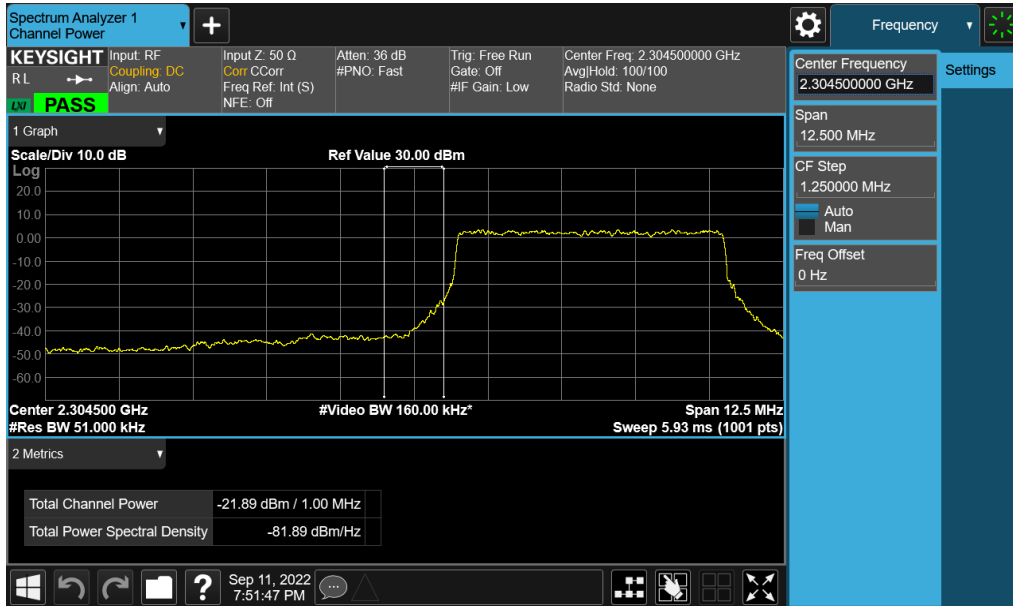 Spectrum Analyzer 1
Channel Power
+
Frequency
KEYSIGHT
R L
LXI
PASS
Input: RF
Coupling: DC
Align: Auto
Input Z: 50 Ω
Corr CCorr
Freq Ref: Int (S)
NFE: Off
Atten: 36 dB
#PNO: Fast
Trig: Free Run
Gate: Off
#IF Gain: Low
Center Freq: 2.304500000 GHz
Avg|Hold: 100/100
Radio Std: None
Center Frequency
2.304500000 GHz
Settings
Span
12.500 MHz
CF Step
1.250000 MHz
Auto
Man
Freq Offset
0 Hz
1 Graph
Scale/Div 10.0 dB
Ref Value 30.00 dBm
Log
20.0
10.0
0.00
-10.0
-20.0
-30.0
-40.0
-50.0
-60.0
Center 2.304500 GHz
#Video BW 160.00 kHz*
Span 12.5 MHz
#Res BW 51.000 kHz
Sweep 5.93 ms (1001 pts)
2 Metrics
Total Channel Power -21.89 dBm / 1.00 MHz
Total Power Spectral Density -81.89 dBm/Hz
?
Sep 11, 2022
7:51:47 PM